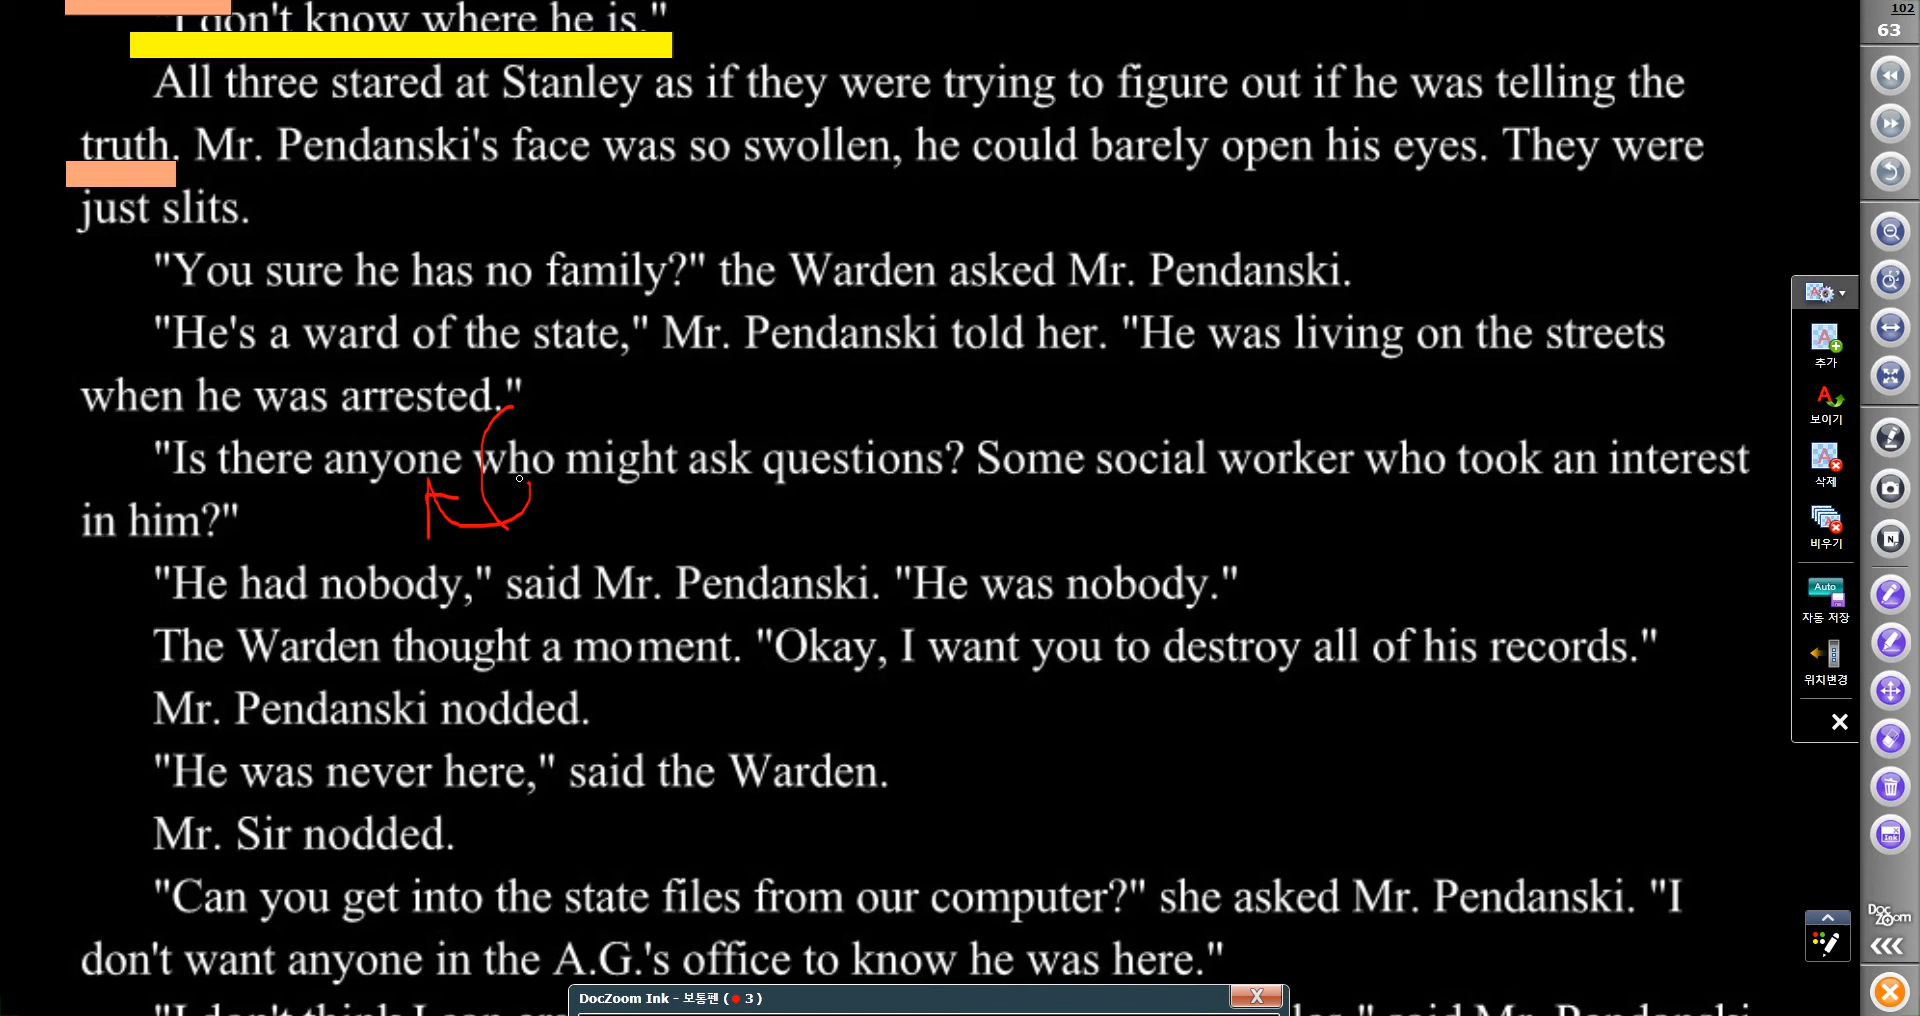 "I don't know where he is."
All three stared at Stanley as if they were trying to figure out if he was telling the
truth. Mr. Pendanski's face was so swollen, he could barely open his eyes. They were
just slits.
"You sure he has no family?" the Warden asked Mr. Pendanski.
"He's a ward of the state," Mr. Pendanski told her. "He was living on the streets
when he was arrested."
"Is there anyone who might ask questions? Some social worker who took an interest
in him?"
"He had nobody," said Mr. Pendanski. "He was nobody."
The Warden thought a moment. "Okay, I want you to destroy all of his records."
Mr. Pendanski nodded.
"He was never here," said the Warden.
Mr. Sir nodded.
"Can you get into the state files from our computer?" she asked Mr. Pendanski. "I
don't want anyone in the A.G.'s office to know he was here."
"I don't think I can
said Mr. Pendanski
DocZoom Ink - 보통펜 ( 3 )
X
추가
보이기
삭제
비우기
Auto
자동 저장
위치변경
102
63
N
Ink
Doc
Zoom